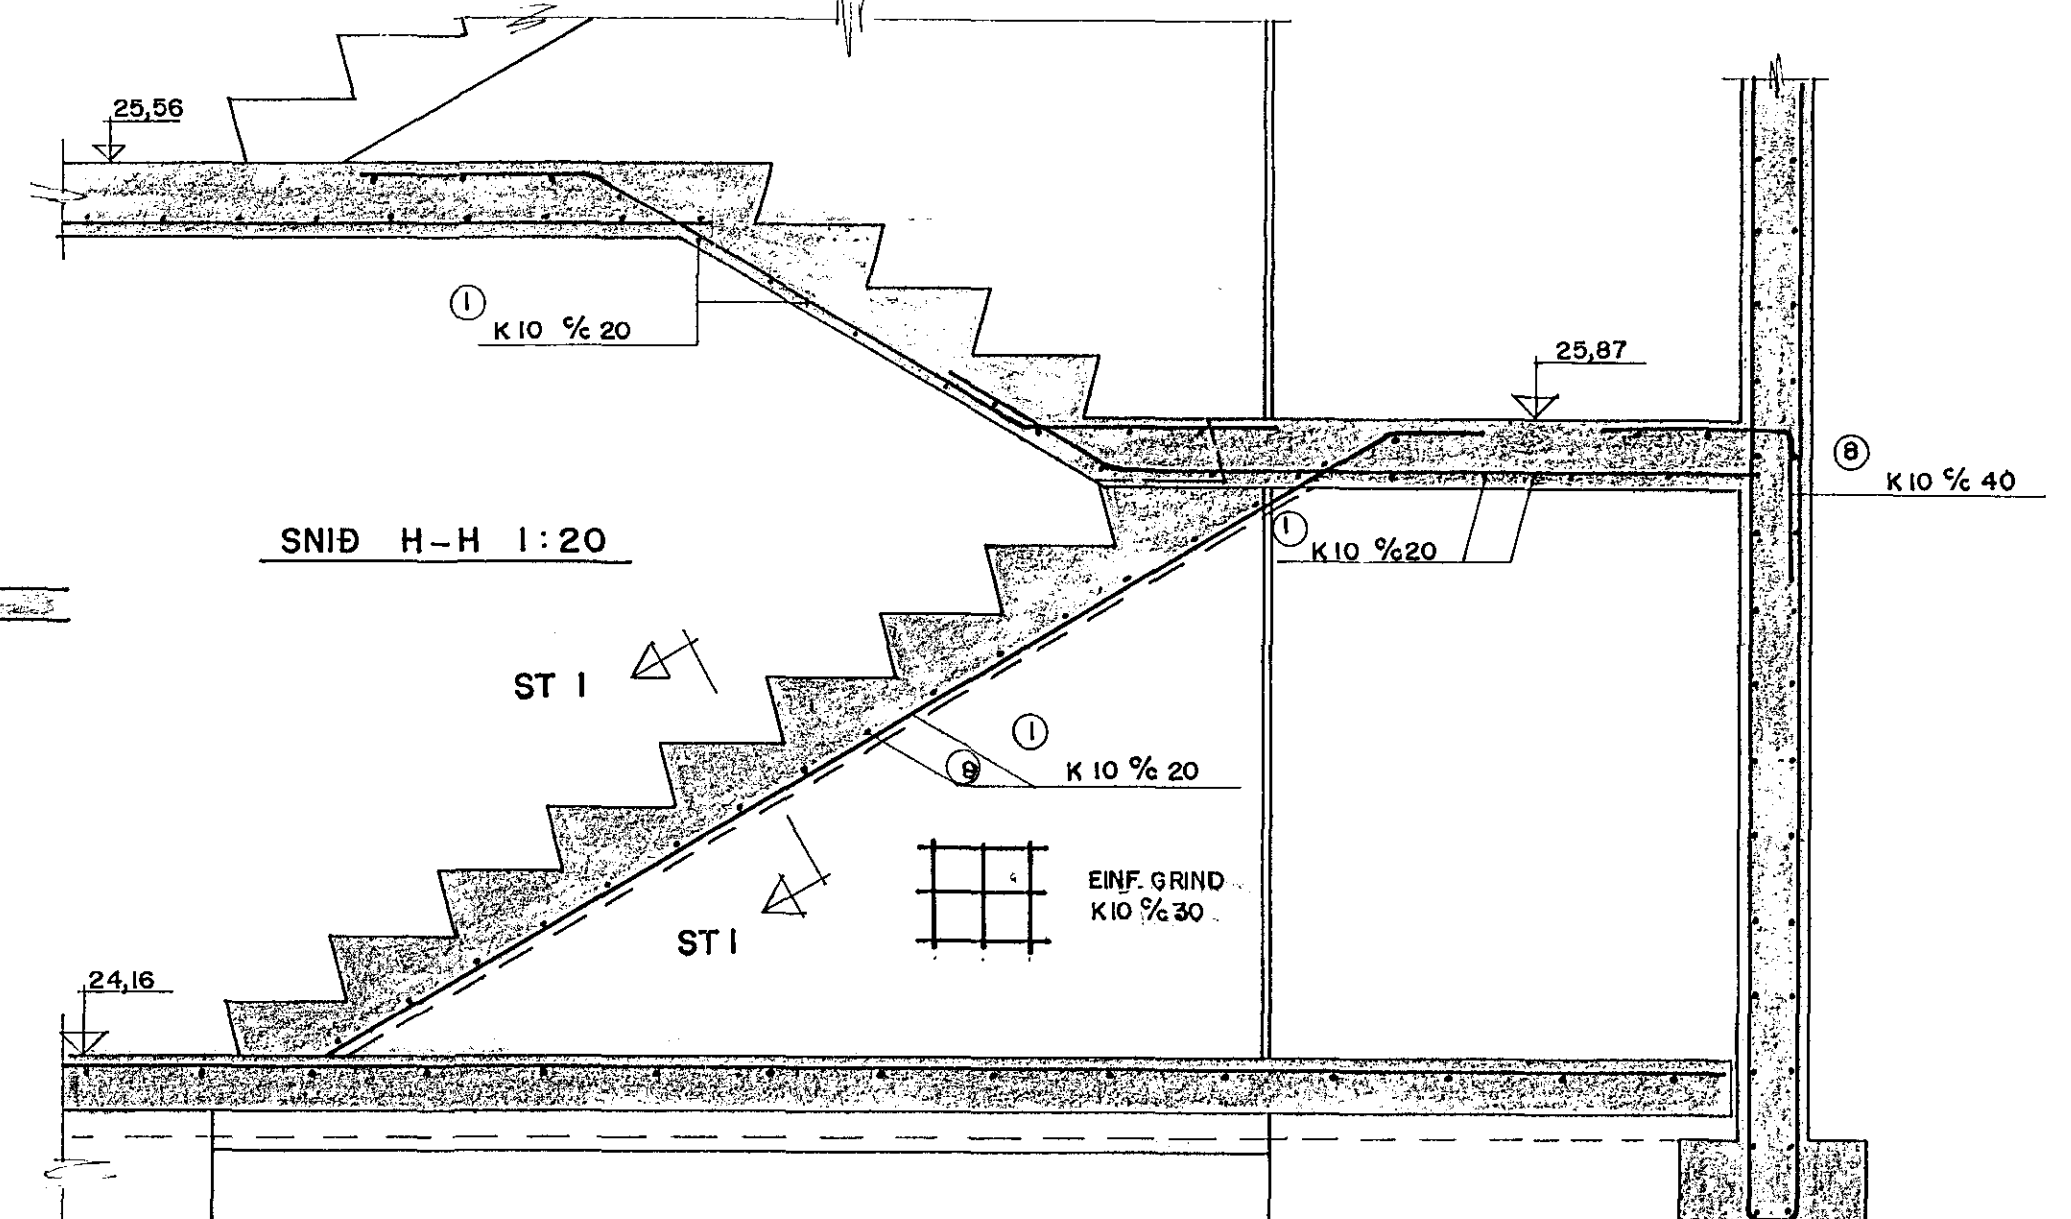 25,56
①
K 10 c/c 20
25,87
⑧
K 10 c/c 40
①
K 10 c/c 20
SNIÐ H-H 1:20
ST 1
①
⑧
K 10 c/c 20
EINF. GRIND
K10 c/c 30
ST 1
24,16